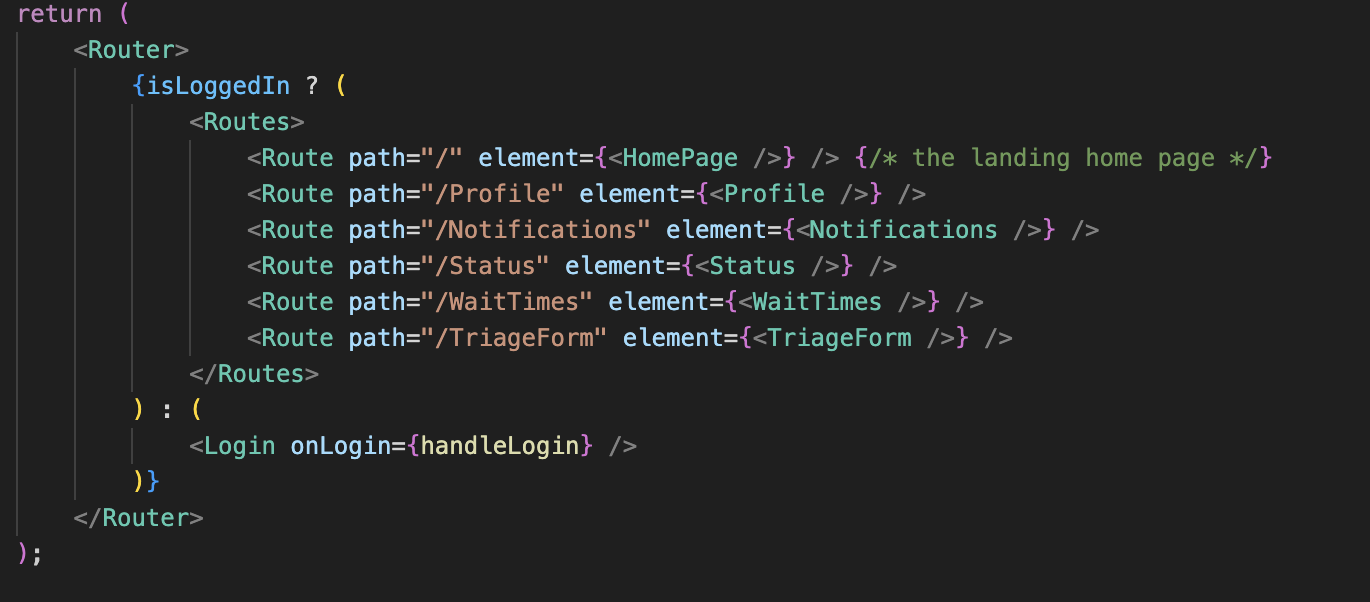 return (
<Router>
{isLoggedIn ? (
<Routes>
<Route path="/" element={<HomePage />} /> {/* the landing home page */}
<Route path="/Profile" element={<Profile />} />
<Route path="/Notifications" element={<Notifications />} />
<Route path="/Status" element={<Status />} />
<Route path="/WaitTimes" element={<WaitTimes />} />
<Route path="/TriageForm" element={<TriageForm />} />
</Routes>
) : (
<Login onLogin={handleLogin} />
)}
</Router>
);